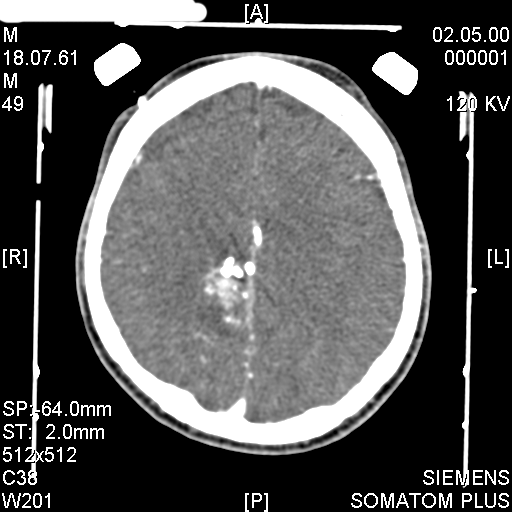 [A]
M
18.07.61
M
49
02.05.00
000001
120 KV
[R]
[L]
SP:-64.0mm
ST: 2.0mm
512x512
C38
W201
[P]
SIEMENS
SOMATOM PLUS